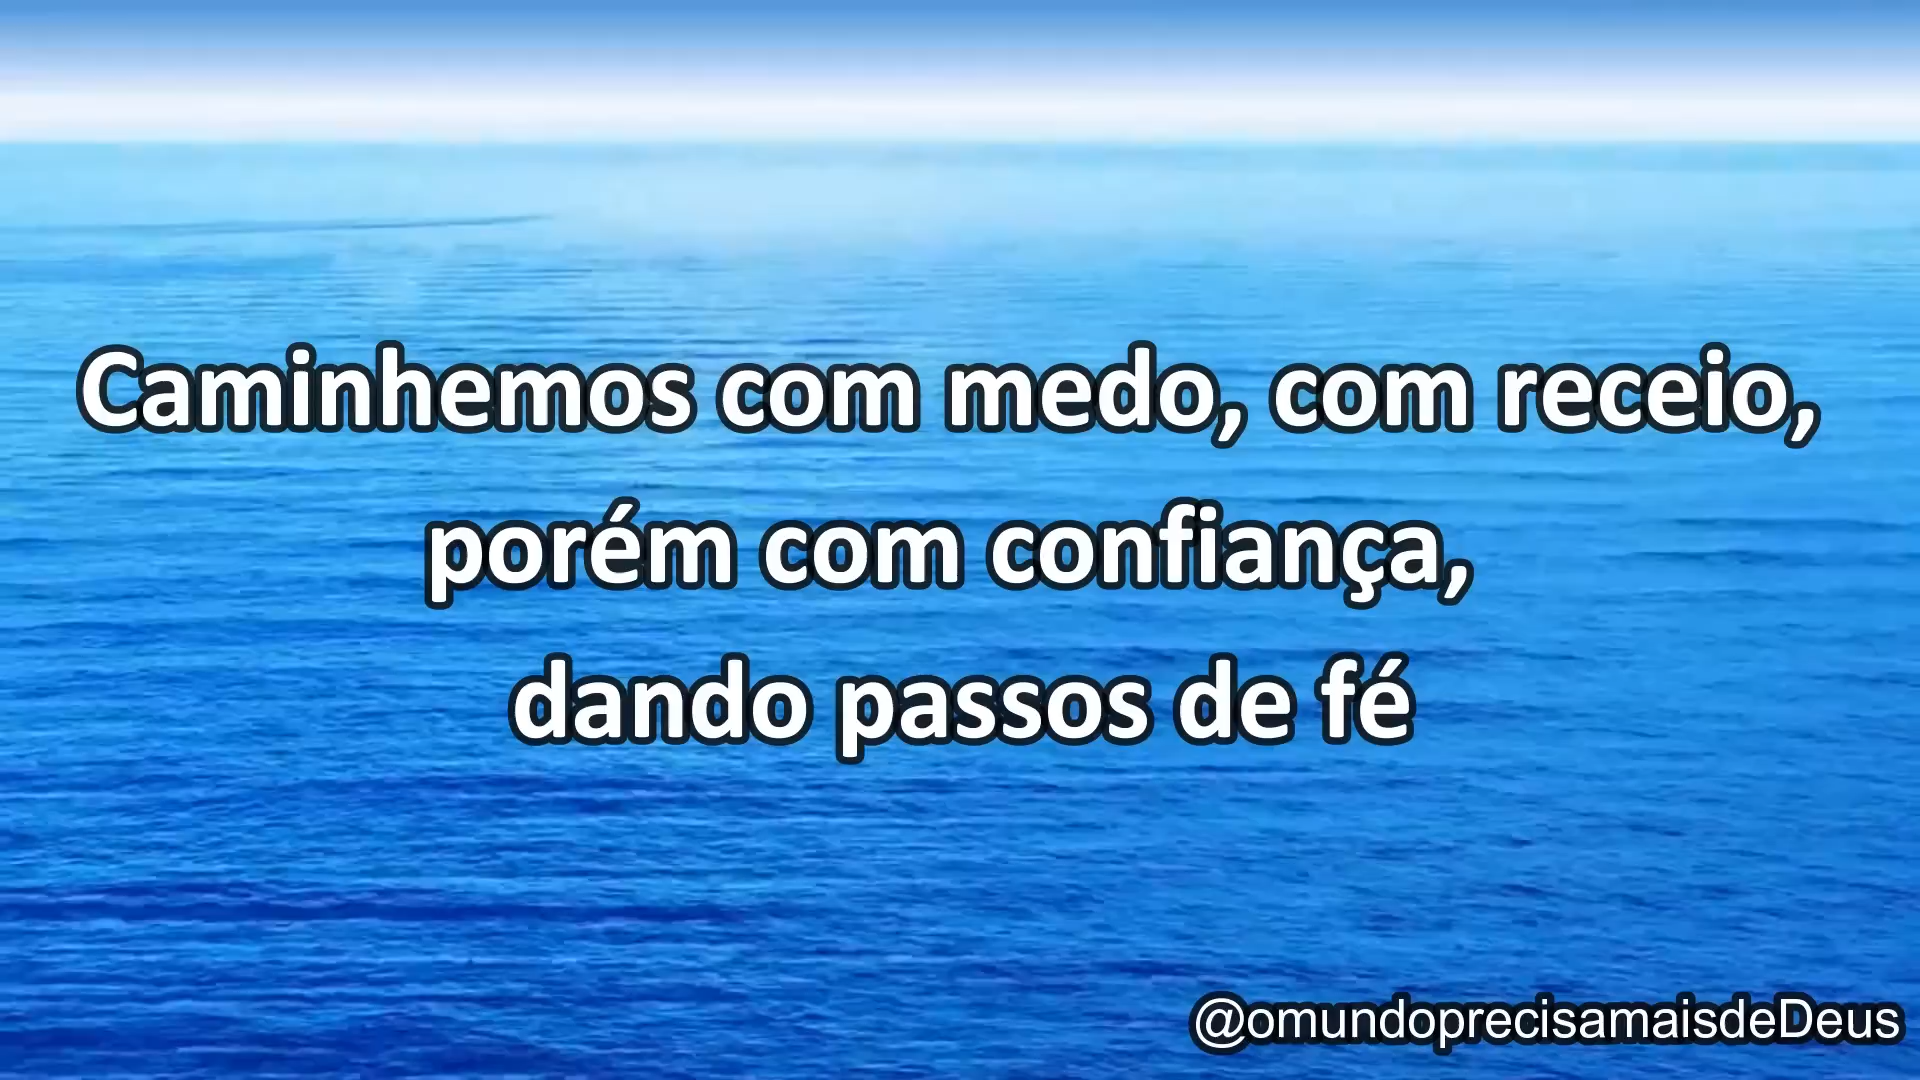 Caminhemos com medo, com receio,
porém com confiança,
dando passos de fé
@omundoprecisamaisdeDeus